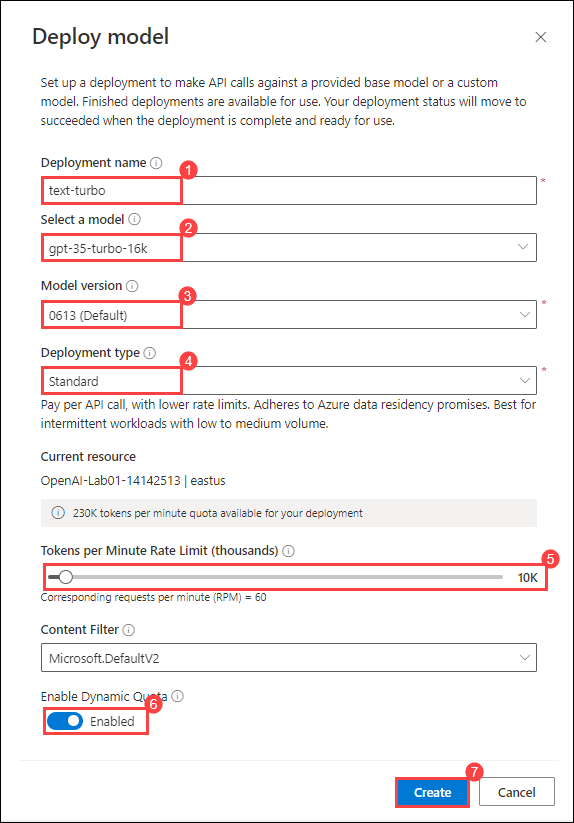 Deploy model
Set up a deployment to make API calls against a provided base model or a custom
model. Finished deployments are available for use. Your deployment status will move to
succeeded when the deployment is complete and ready for use.
Deployment name
1
text-turbo
*
Select a model
2
gpt-35-turbo-16k
Model version
3
0613 (Default)
*
Deployment type
4
Standard
*
Pay per API call, with lower rate limits. Adheres to Azure data residency promises. Best for
intermittent workloads with low to medium volume.
Current resource
OpenAI-Lab01-14142513 | eastus
230K tokens per minute quota available for your deployment
Tokens per Minute Rate Limit (thousands)
5
10K
Corresponding requests per minute (RPM) = 60
Content Filter
Microsoft.DefaultV2
Enable Dynamic Quota
6
Enabled
7
Create
Cancel